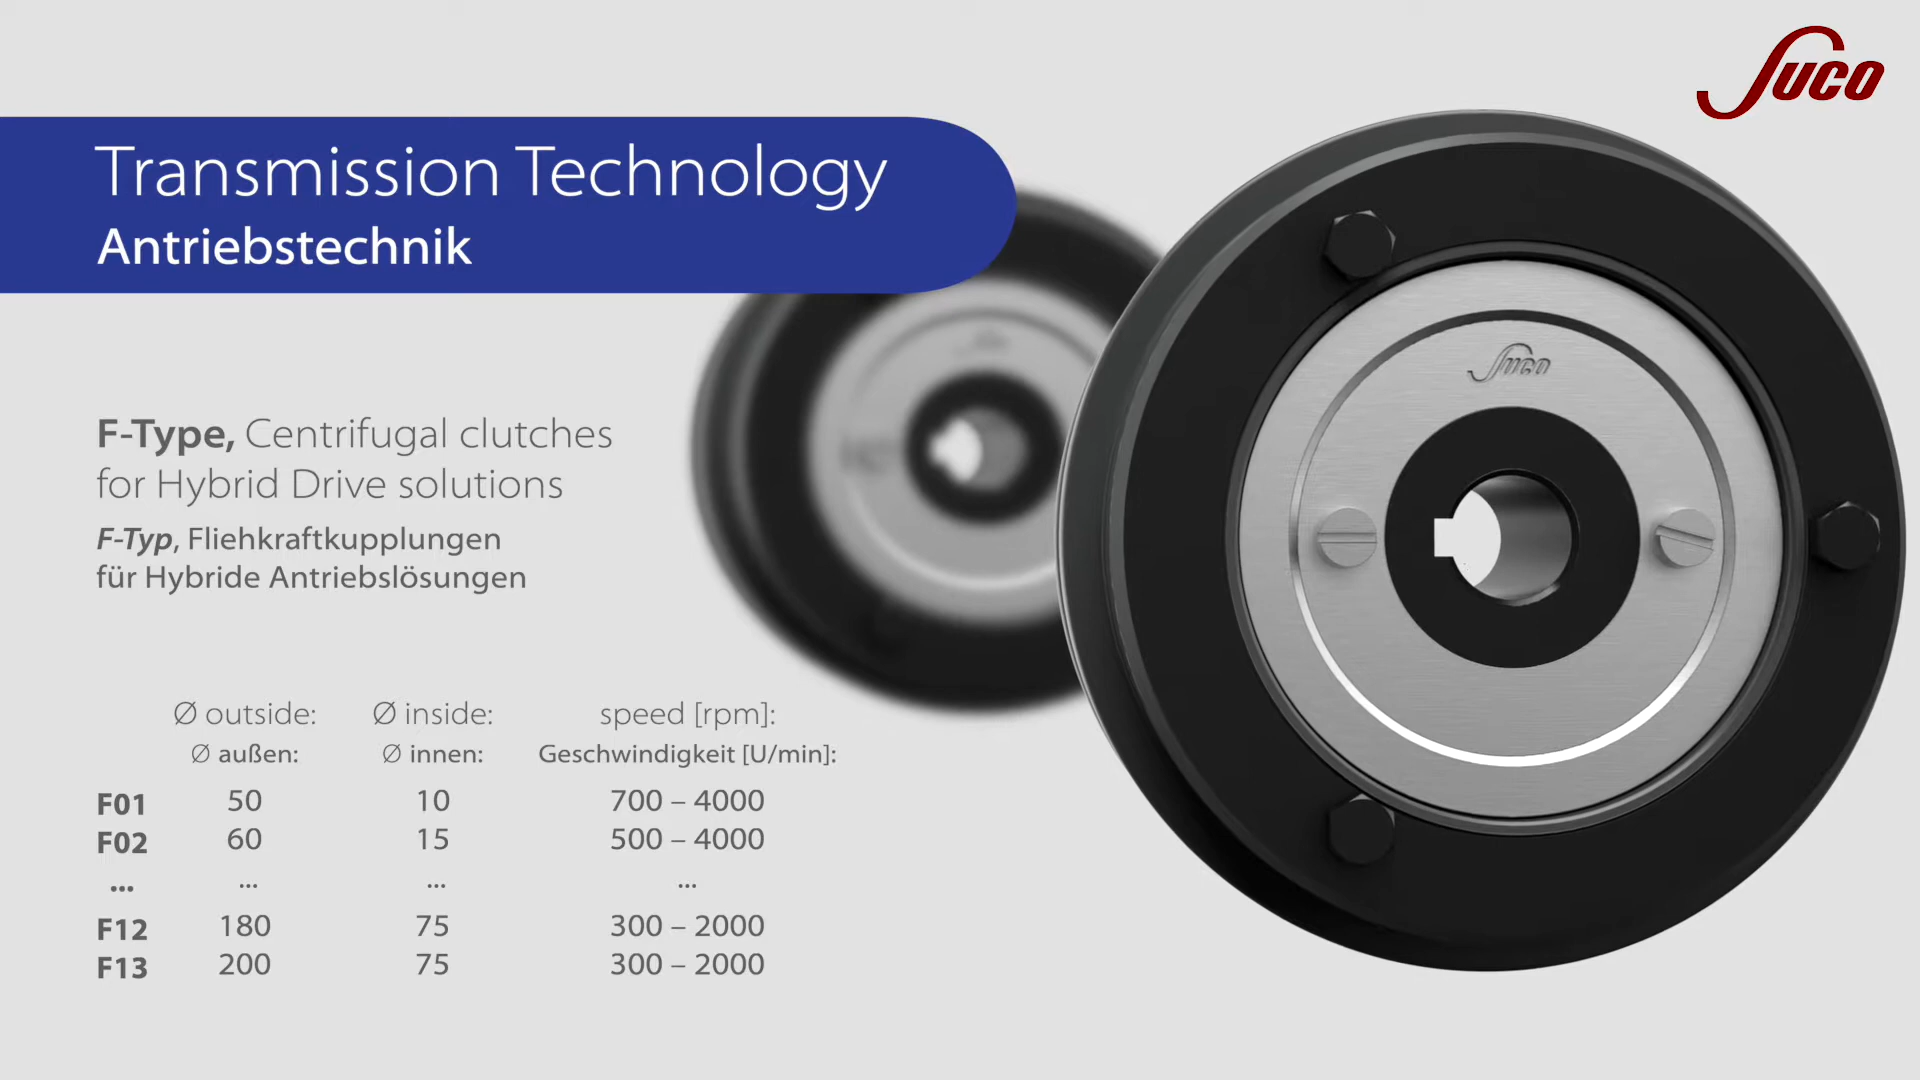 Suco
Transmission Technology
Antriebstechnik
Suco
F-Type, Centrifugal clutches
for Hybrid Drive solutions
F-Typ, Fliehkraftkupplungen
für Hybride Antriebslösungen
Ø outside: Ø inside: speed [rpm]:
Ø außen: Ø innen: Geschwindigkeit [U/min]:
F01 50 10 700 – 4000
F02 60 15 500 – 4000
... ... ... ...
F12 180 75 300 – 2000
F13 200 75 300 – 2000